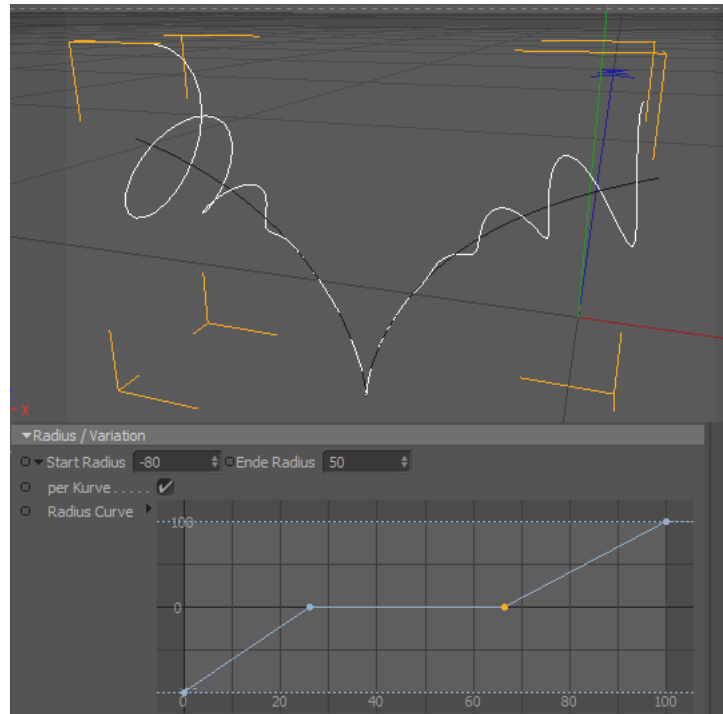 X
Radius / Variation
Start Radius -80 Ende Radius 50
per Kurve . . . . .
Radius Curve
100
0
0 20 40 60 80 100